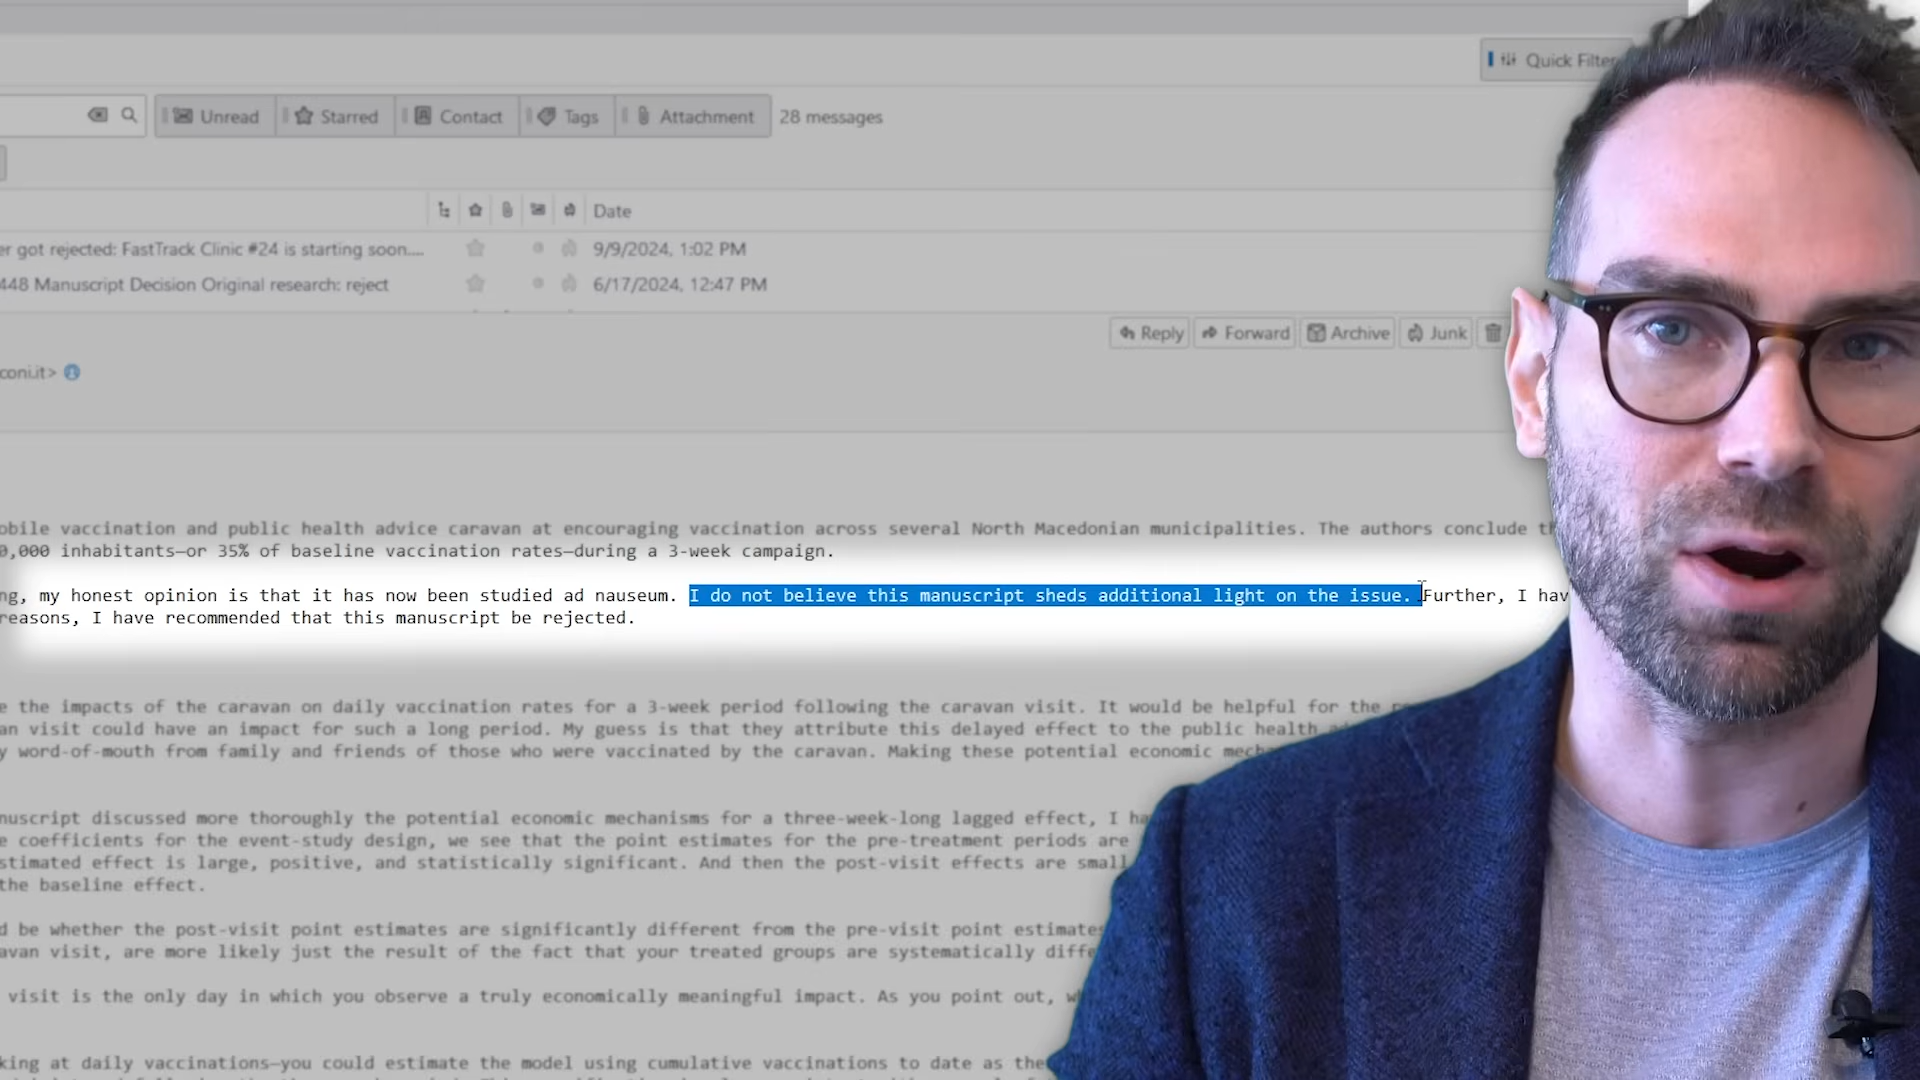 Quick Filter
Unread
Starred
Contact
Tags
Attachment
28 messages
Date
er got rejected: FastTrack Clinic #24 is starting soon....
9/9/2024, 1:02 PM
448 Manuscript Decision Original research: reject
6/17/2024, 12:47 PM
Reply
Forward
Archive
Junk
coni.it>
obile vaccination and public health advice caravan at encouraging vaccination across several North Macedonian municipalities. The authors conclude th
0,000 inhabitants—or 35% of baseline vaccination rates—during a 3-week campaign.
ng, my honest opinion is that it has now been studied ad nauseum. I do not believe this manuscript sheds additional light on the issue. Further, I hav
reasons, I have recommended that this manuscript be rejected.
e the impacts of the caravan on daily vaccination rates for a 3-week period following the caravan visit. It would be helpful for the
an visit could have an impact for such a long period. My guess is that they attribute this delayed effect to the public health
y word-of-mouth from family and friends of those who were vaccinated by the caravan. Making these potential economic
nuscript discussed more thoroughly the potential economic mechanisms for a three-week-long lagged effect, I ha
e coefficients for the event-study design, we see that the point estimates for the pre-treatment periods are
stimated effect is large, positive, and statistically significant. And then the post-visit effects are small
the baseline effect.
d be whether the post-visit point estimates are significantly different from the pre-visit point estimates
avan visit, are more likely just the result of the fact that your treated groups are systematically diffe
visit is the only day in which you observe a truly economically meaningful impact. As you point out, w
king at daily vaccinations—you could estimate the model using cumulative vaccinations to date as the